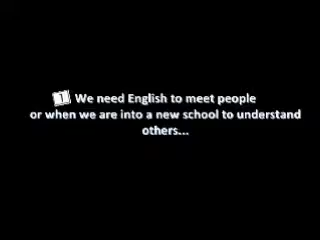 1 We need English to meet people
or when we are into a new school to understand
others...